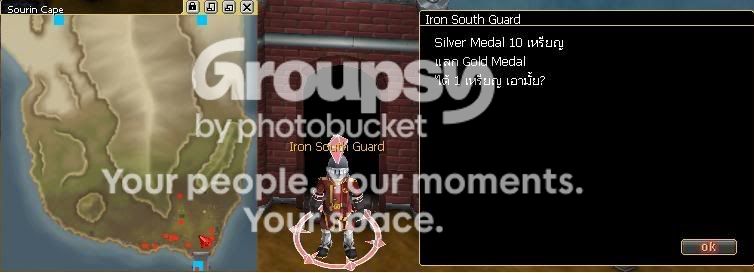 Sourin Cape
Iron South Guard
Silver Medal 10 เหรียญ
แลก Gold Medal
ได้ 1 เหรียญ เอามั้ย?
ok
Iron South Guard
Groupsy
by photobucket
Your people, your moments.
Your space.